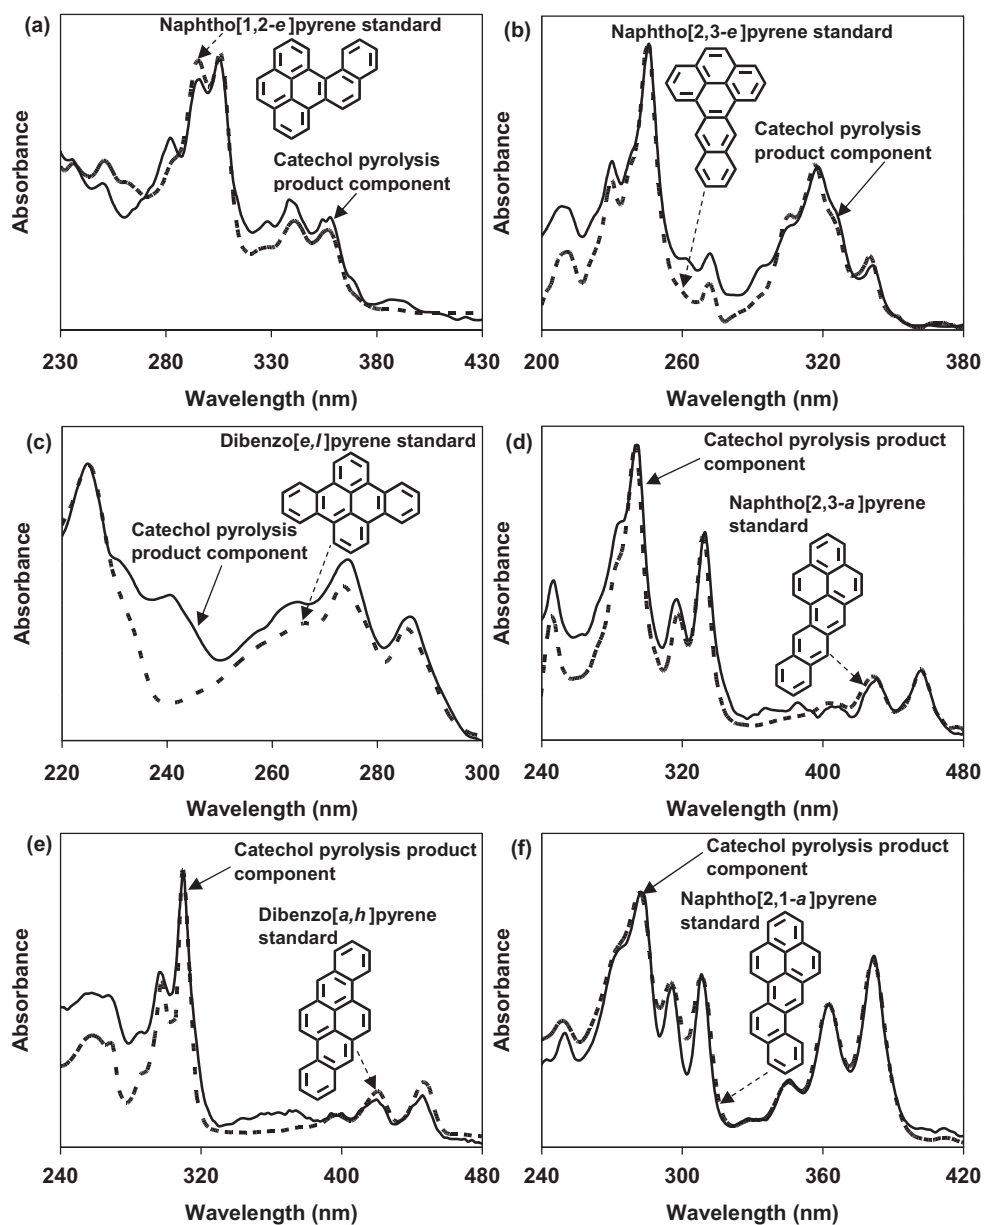 (a)
Naphtho[1,2-e]pyrene standard
Catechol pyrolysis
product component
Absorbance
230 280 330 380 430
Wavelength (nm)
(b)
Naphtho[2,3-e]pyrene standard
Catechol pyrolysis
product component
Absorbance
200 260 320 380
Wavelength (nm)
(c)
Dibenzo[e,l]pyrene standard
Catechol pyrolysis
product component
Absorbance
220 240 260 280 300
Wavelength (nm)
(d)
Catechol pyrolysis product
component
Naphtho[2,3-a]pyrene
standard
Absorbance
240 320 400 480
Wavelength (nm)
(e)
Catechol pyrolysis product
component
Dibenzo[a,h]pyrene
standard
Absorbance
240 320 400 480
Wavelength (nm)
(f)
Catechol pyrolysis product
component
Naphtho[2,1-a]pyrene
standard
Absorbance
240 300 360 420
Wavelength (nm)